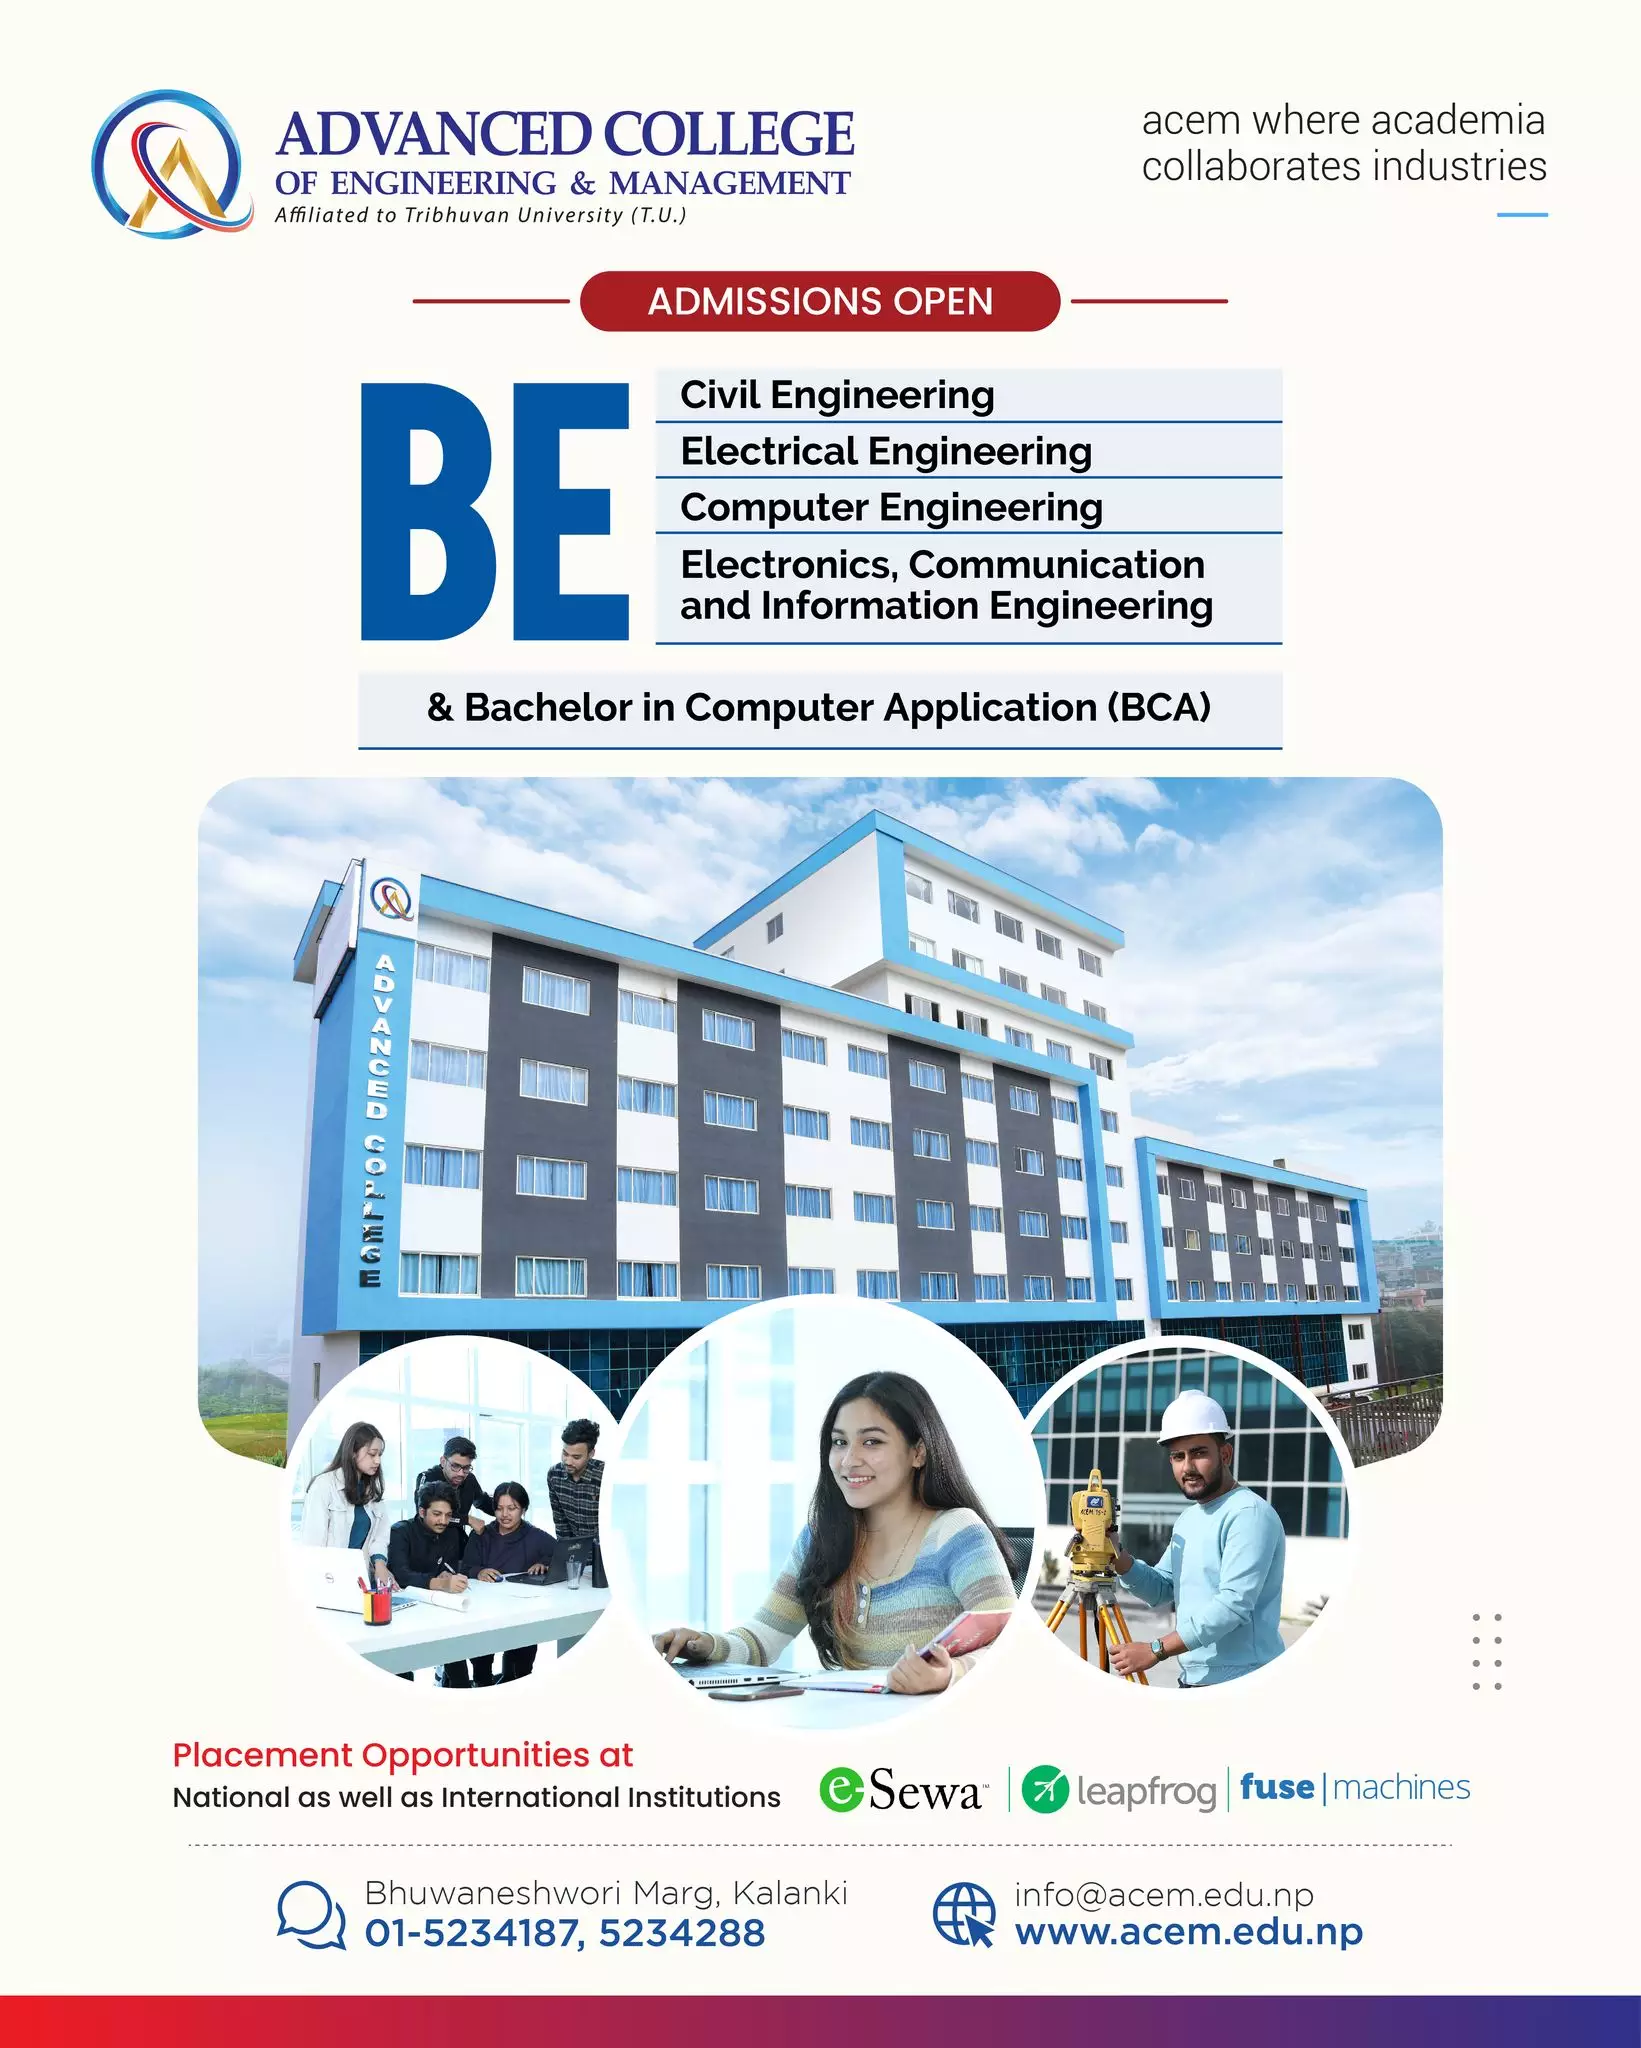 ADVANCED COLLEGE
OF ENGINEERING & MANAGEMENT
Affiliated to Tribhuvan University (T.U.)
acem where academia
collaborates industries
ADMISSIONS OPEN
BE
Civil Engineering
Electrical Engineering
Computer Engineering
Electronics, Communication
and Information Engineering
& Bachelor in Computer Application (BCA)
ADVANCED COLLEGE
Placement Opportunities at
National as well as International Institutions
e-Sewa
leapfrog
fuse|machines
Bhuwaneshwori Marg, Kalanki
01-5234187, 5234288
info@acem.edu.np
www.acem.edu.np